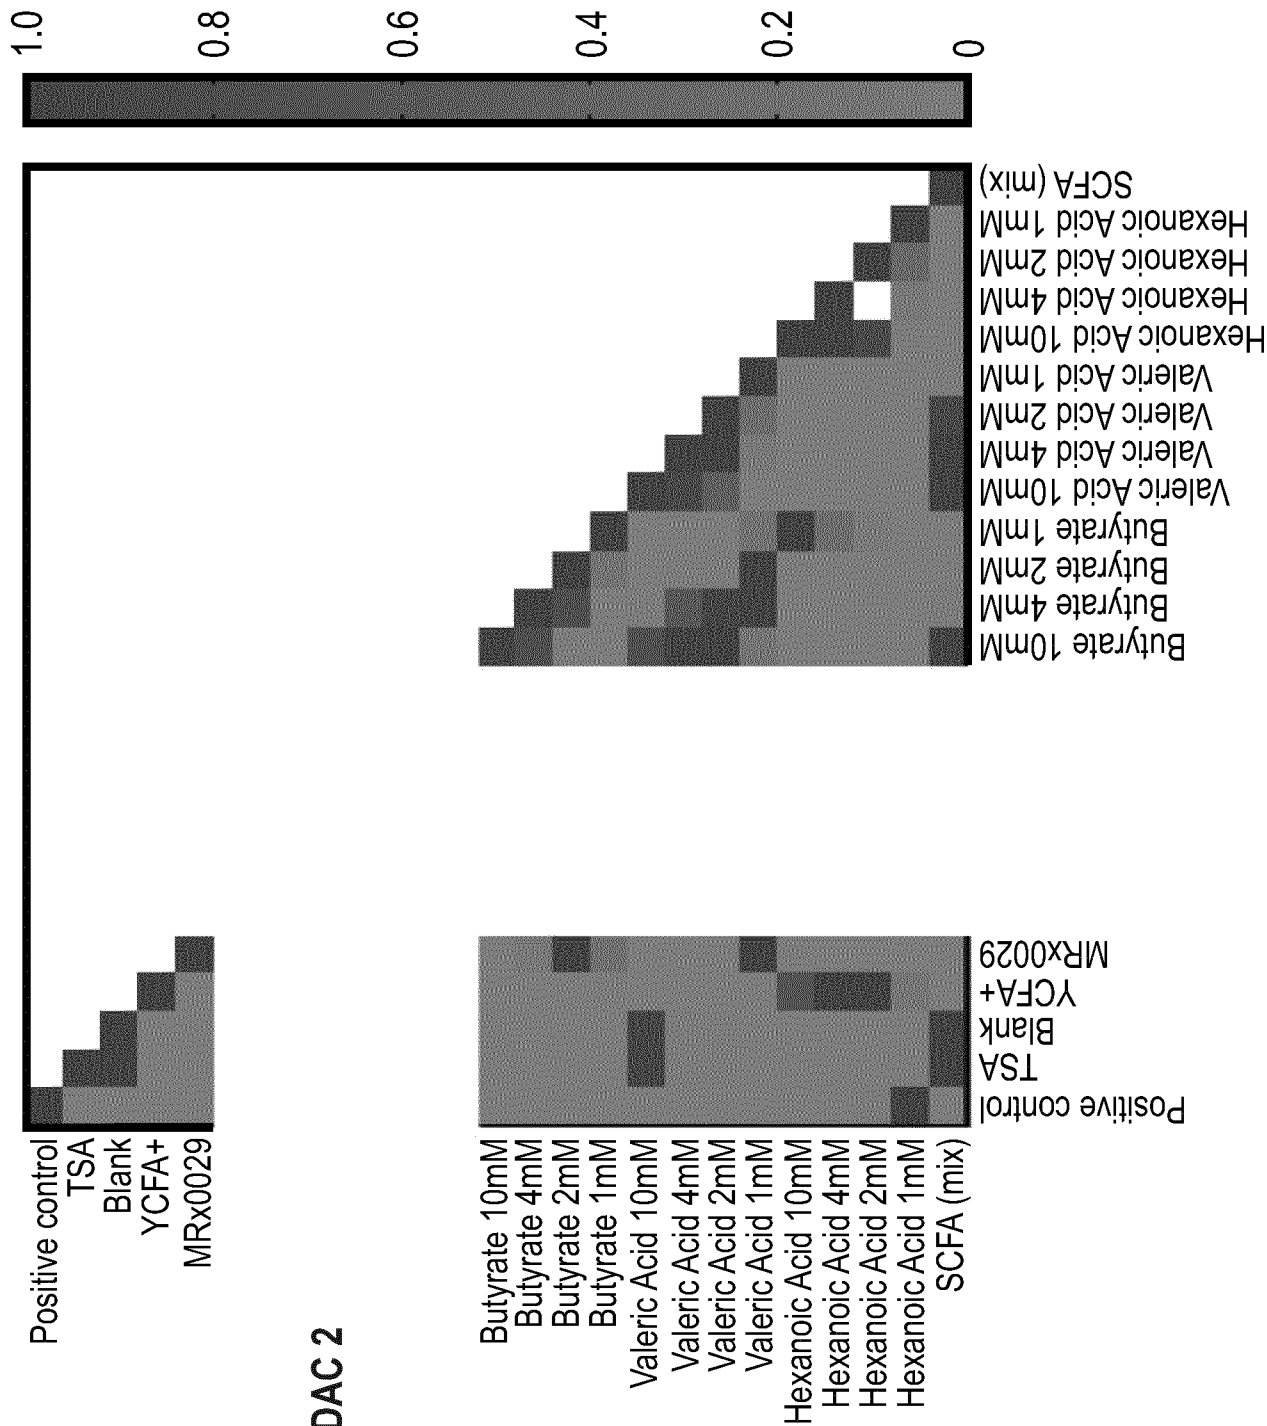 1.0
0.8
0.6
0.4
0.2
0
Positive control
TSA
Blank
YCFA+
MRx0029
DAC 2
Butyrate 10mM
Butyrate 4mM
Butyrate 2mM
Butyrate 1mM
Valeric Acid 10mM
Valeric Acid 4mM
Valeric Acid 2mM
Valeric Acid 1mM
Hexanoic Acid 10mM
Hexanoic Acid 4mM
Hexanoic Acid 2mM
Hexanoic Acid 1mM
SCFA (mix)
Positive control
TSA
Blank
YCFA+
MRx0029
Butyrate 10mM
Butyrate 4mM
Butyrate 2mM
Butyrate 1mM
Valeric Acid 10mM
Valeric Acid 4mM
Valeric Acid 2mM
Valeric Acid 1mM
Hexanoic Acid 10mM
Hexanoic Acid 4mM
Hexanoic Acid 2mM
Hexanoic Acid 1mM
SCFA (mix)